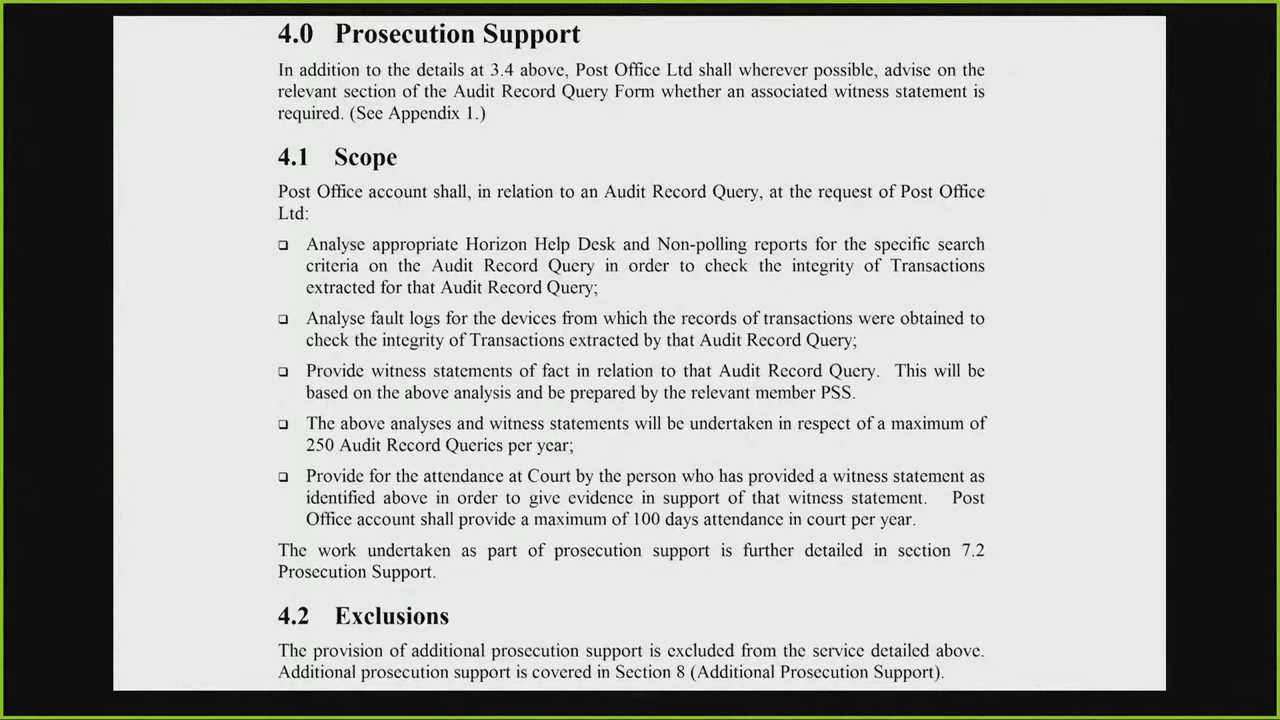 4.0 Prosecution Support
In addition to the details at 3.4 above, Post Office Ltd shall wherever possible, advise on the
relevant section of the Audit Record Query Form whether an associated witness statement is
required. (See Appendix 1.)
4.1 Scope
Post Office account shall, in relation to an Audit Record Query, at the request of Post Office
Ltd:
❑ Analyse appropriate Horizon Help Desk and Non-polling reports for the specific search
criteria on the Audit Record Query in order to check the integrity of Transactions
extracted for that Audit Record Query;
❑ Analyse fault logs for the devices from which the records of transactions were obtained to
check the integrity of Transactions extracted by that Audit Record Query;
❑ Provide witness statements of fact in relation to that Audit Record Query. This will be
based on the above analysis and be prepared by the relevant member PSS.
❑ The above analyses and witness statements will be undertaken in respect of a maximum of
250 Audit Record Queries per year;
❑ Provide for the attendance at Court by the person who has provided a witness statement as
identified above in order to give evidence in support of that witness statement. Post
Office account shall provide a maximum of 100 days attendance in court per year.
The work undertaken as part of prosecution support is further detailed in section 7.2
Prosecution Support.
4.2 Exclusions
The provision of additional prosecution support is excluded from the service detailed above.
Additional prosecution support is covered in Section 8 (Additional Prosecution Support).